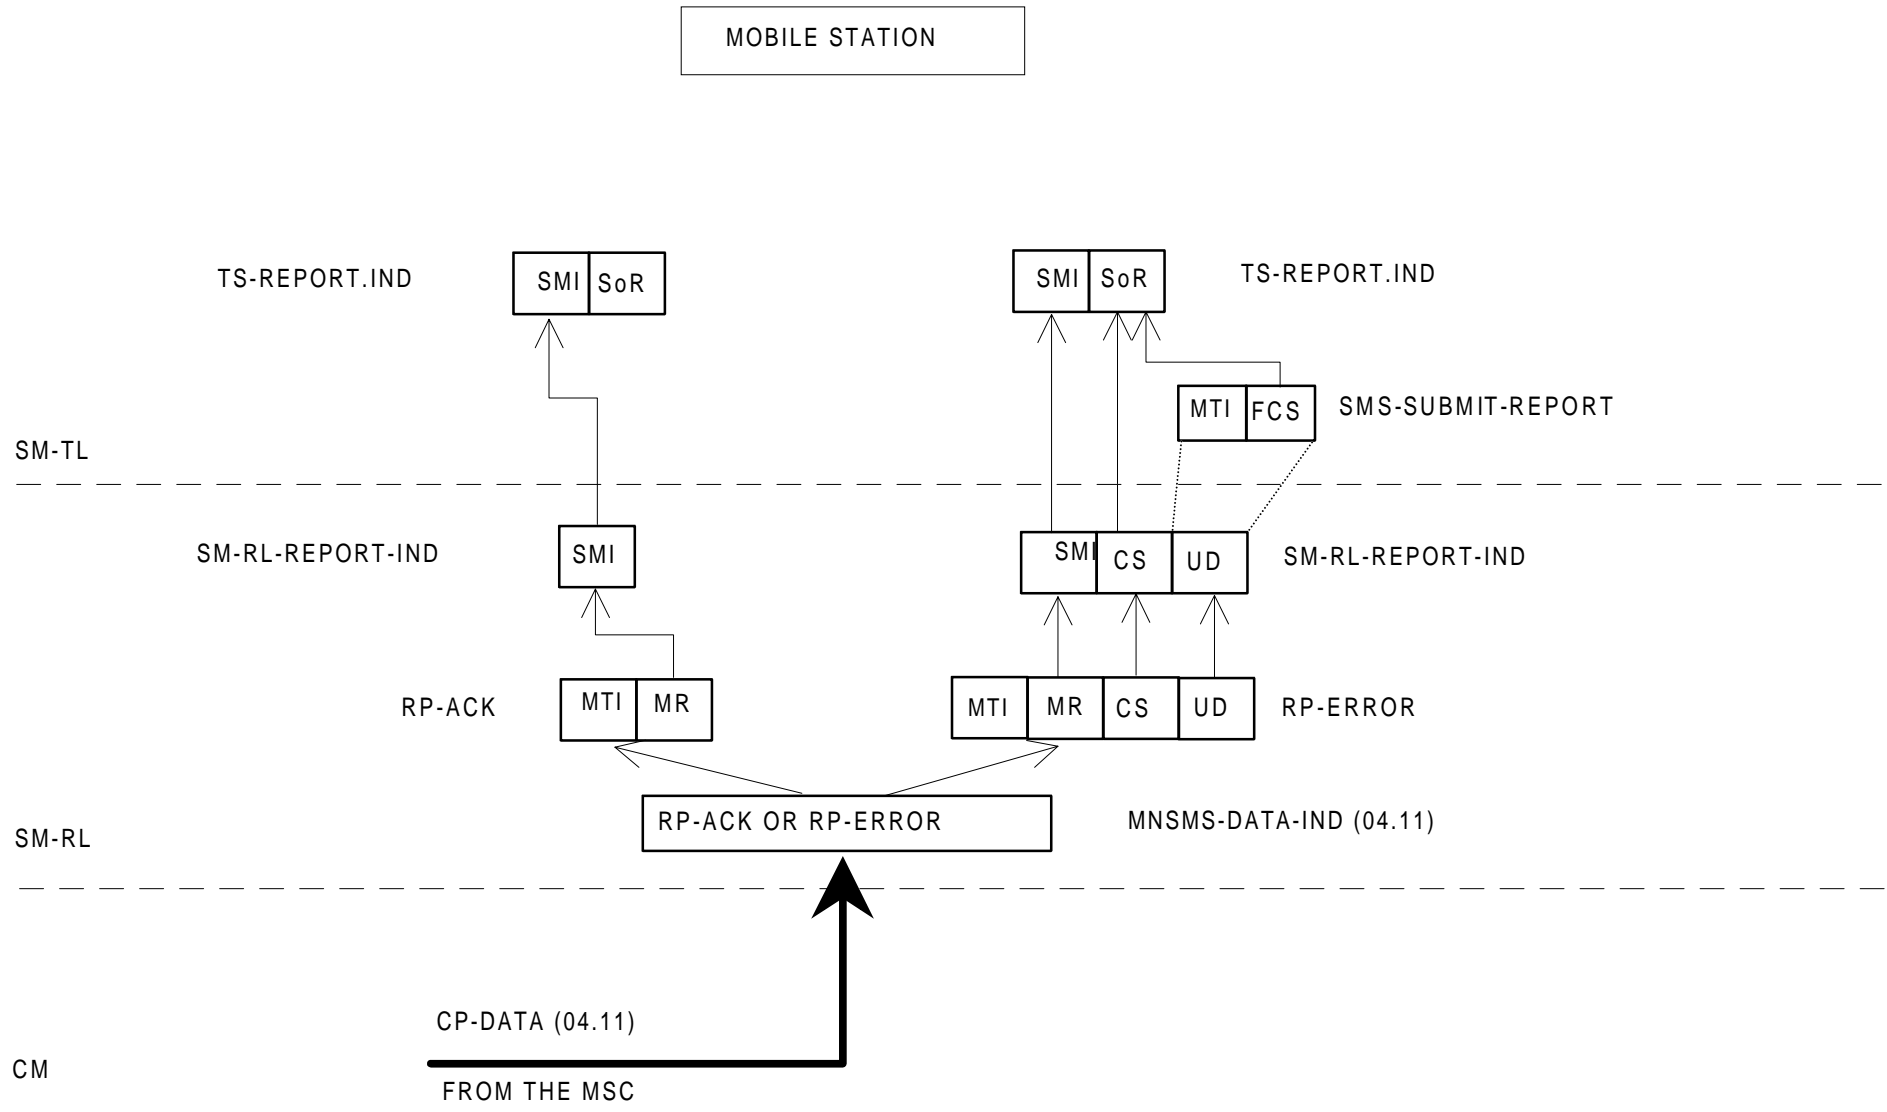 MOBILE STATION
TS-REPORT.IND
SMI SoR
SMI SoR
TS-REPORT.IND
MTI FCS
SMS-SUBMIT-REPORT
SM-TL
SM-RL-REPORT-IND
SMI
SMI CS UD
SM-RL-REPORT-IND
RP-ACK
MTI MR
MTI MR CS UD
RP-ERROR
RP-ACK OR RP-ERROR
MNSMS-DATA-IND (04.11)
SM-RL
CP-DATA (04.11)
CM
FROM THE MSC